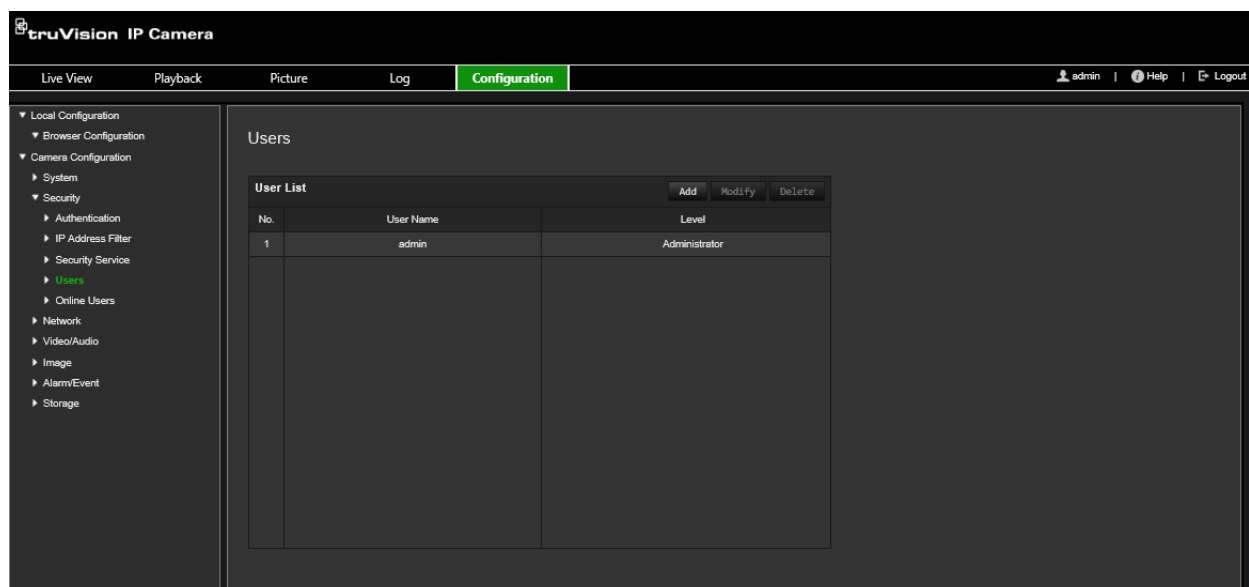 truVision IP Camera
Live View Playback Picture Log Configuration admin | Help | Logout
Local Configuration
Browser Configuration
Camera Configuration
System
Security
Authentication
IP Address Filter
Security Service
Users
Online Users
Network
Video/Audio
Image
Alarm/Event
Storage
Users
User List Add Modify Delete
No. User Name Level
1 admin Administrator